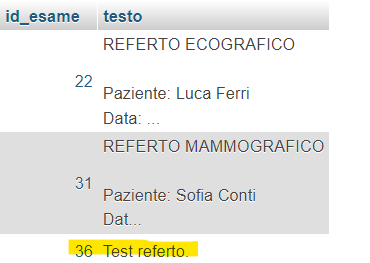 id_esame testo
REFERTO ECOGRAFICO
22
Paziente: Luca Ferri
Data: ...
REFERTO MAMMOGRAFICO
31
Paziente: Sofia Conti
Dat...
36 Test referto.